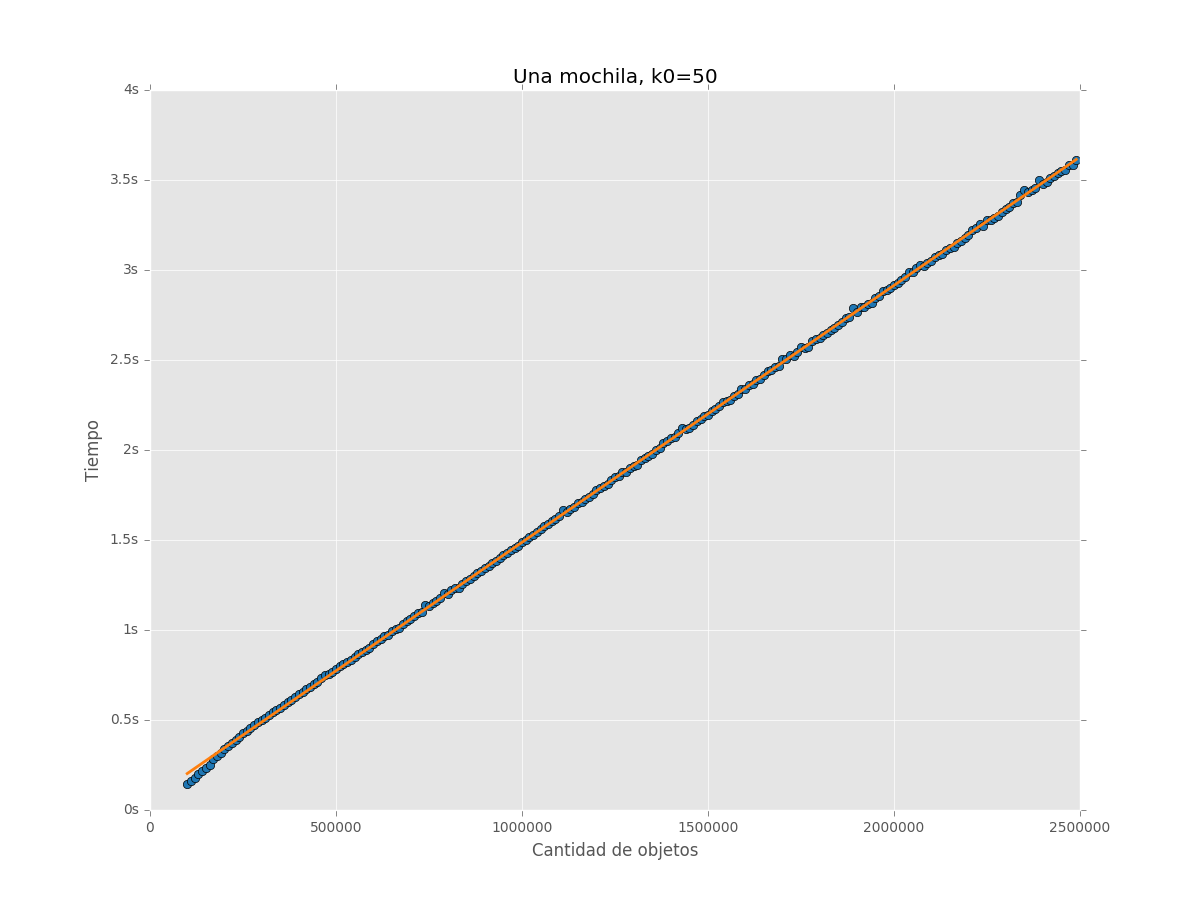 Una mochila, k0=50
4s
3.5s
3s
2.5s
2s
1.5s
1s
0.5s
0s
Tiempo
0 500000 1000000 1500000 2000000 2500000
Cantidad de objetos